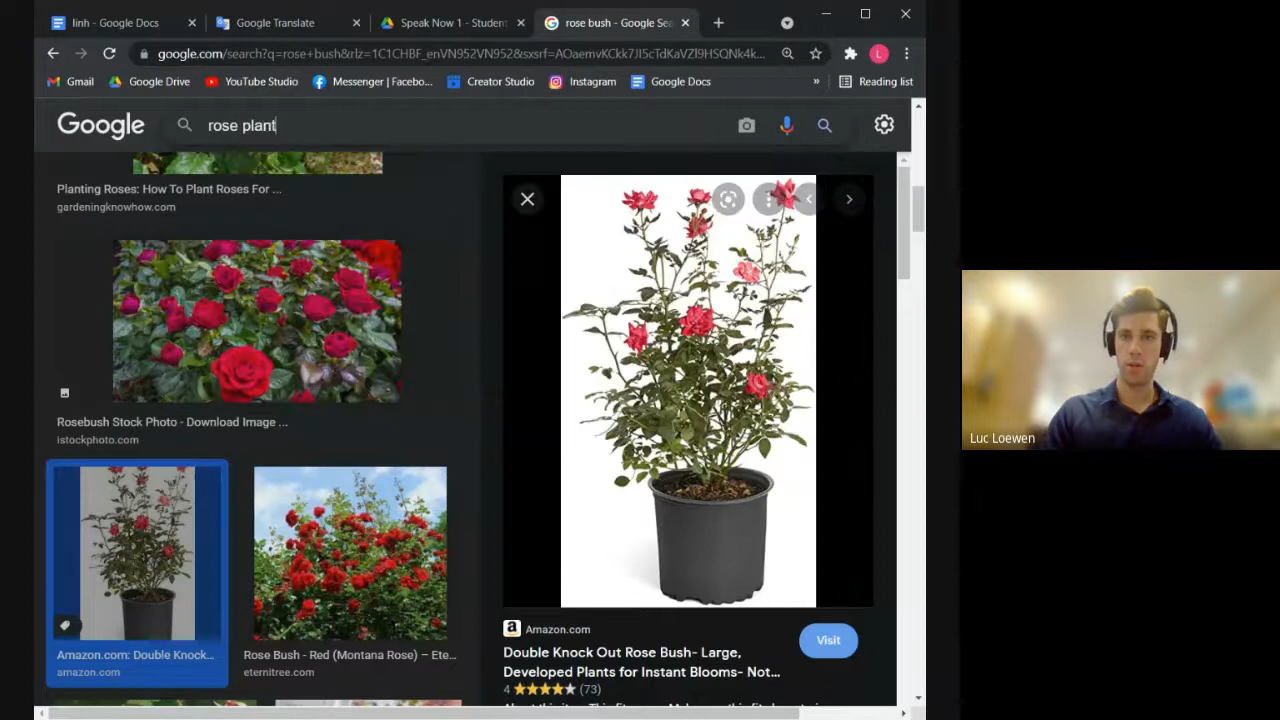 linh - Google Docs
Google Translate
Speak Now 1 - Student
rose bush - Google Sea
google.com/search?q=rose+bush&rlz=1C1CHBF_enVN952VN952&sxsrf=AOaemvKCkk7JI5cTdKaVZl9HSQNk4k...
L
Gmail
Google Drive
YouTube Studio
Messenger | Facebo...
Creator Studio
Instagram
Google Docs
»
Reading list
Google
rose plant
Planting Roses: How To Plant Roses For ...
gardeningknowhow.com
Rosebush Stock Photo - Download Image ...
istockphoto.com
Amazon.com: Double Knock...
amazon.com
Rose Bush - Red (Montana Rose) – Ete...
eternitree.com
a
Amazon.com
Visit
Double Knock Out Rose Bush- Large,
Developed Plants for Instant Blooms- Not...
4 ★★★★★ (73)
Luc Loewen